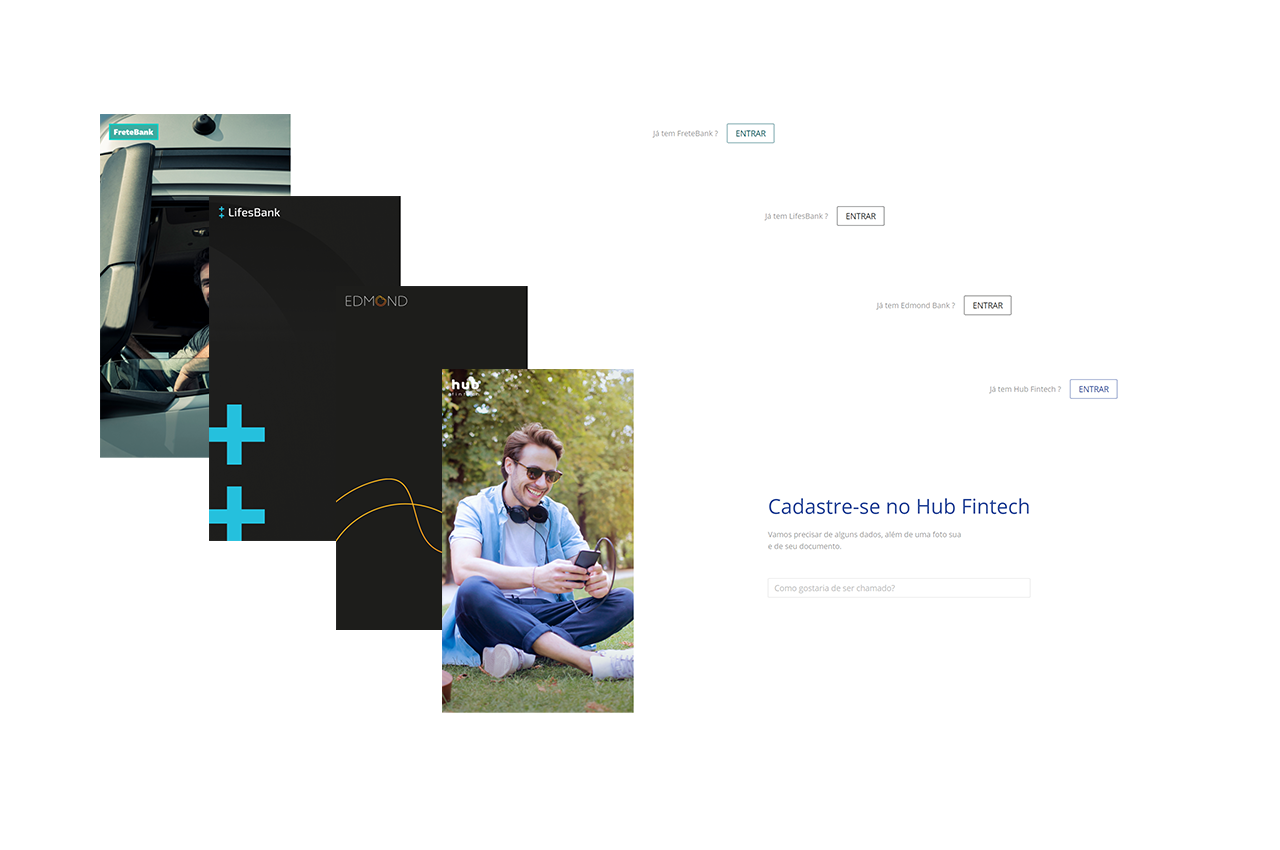 FreteBank
Já tem FreteBank ?
ENTRAR
LifesBank
Já tem LifesBank ?
ENTRAR
EDMOND
Já tem Edmond Bank ?
ENTRAR
hub
Já tem Hub Fintech ?
ENTRAR
Cadastre-se no Hub Fintech
Vamos precisar de alguns dados, além de uma foto sua
e de seu documento.
Como gostaria de ser chamado?